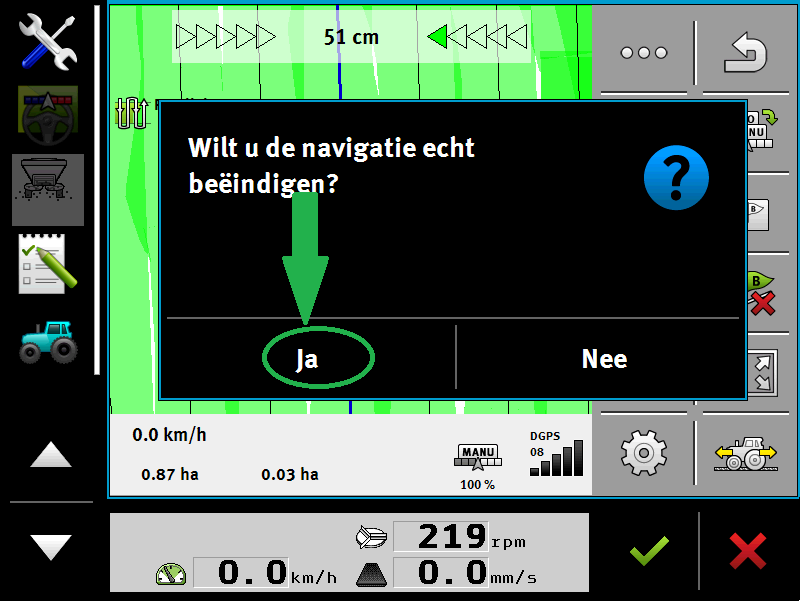 51 cm
Wilt u de navigatie echt
beëindigen?
Ja
Nee
NU
B
B
0.0 km/h
0.87 ha
0.03 ha
MANU
100 %
DGPS
08
219 rpm
0.0 km/h
0.0 mm/s